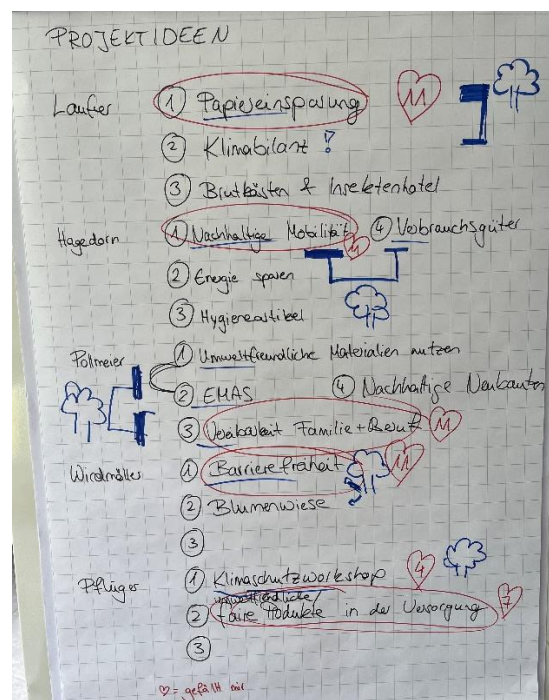 PROJEKTIDEEN
Laufer ① Papiereinsparung 11
② Klimabilanz !
③ Brutkästen & Insektenhotel
Hagedorn ① Nachhaltige Mobilität 11 ④ Verbrauchsgüter
② Energie sparen
③ Hygieneartikel
Pollmeier ① Umweltfreundliche Materialien nutzen
② EMAS ④ Nachhaltige Neubauten
③ Vereinbarkeit Familie + Beruf 11
Windmöller ① Barrierefreiheit 11
② Blumenwiese
③
Pflüger ① Klimaschutzworkshop 4
umweltfreundliche/
② faire Produkte in der Versorgung 7
③
♡ = gefällt mir